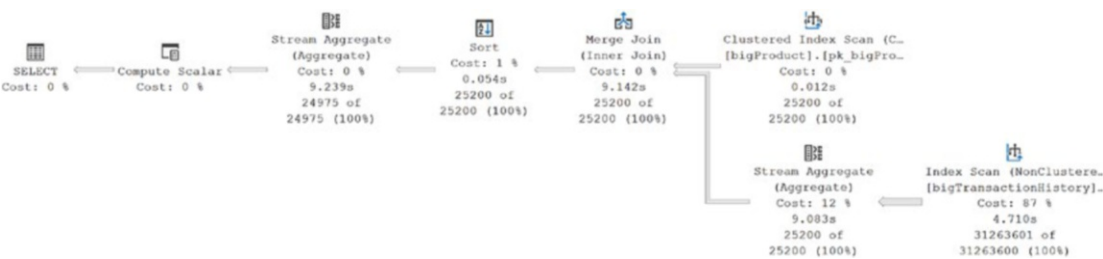 SELECT
Cost: 0 %
Compute Scalar
Cost: 0 %
Stream Aggregate
(Aggregate)
Cost: 0 %
9.239s
24975 of
24975 (100%)
Sort
Cost: 1 %
0.054s
25200 of
25200 (100%)
Merge Join
(Inner Join)
Cost: 0 %
9.142s
25200 of
25200 (100%)
Clustered Index Scan (C…
[bigProduct].[pk_bigPro…
Cost: 0 %
0.012s
25200 of
25200 (100%)
Stream Aggregate
(Aggregate)
Cost: 12 %
9.083s
25200 of
25200 (100%)
Index Scan (NonClustere…
[bigTransactionHistory]…
Cost: 87 %
4.710s
31263601 of
31263600 (100%)